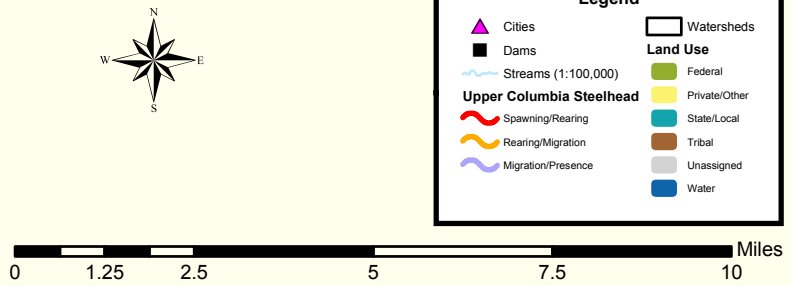 Legend
N
W E
S
Cities
Dams
Streams (1:100,000)
Upper Columbia Steelhead
Spawning/Rearing
Rearing/Migration
Migration/Presence
Watersheds
Land Use
Federal
Private/Other
State/Local
Tribal
Unassigned
Water
Miles
0 1.25 2.5 5 7.5 10